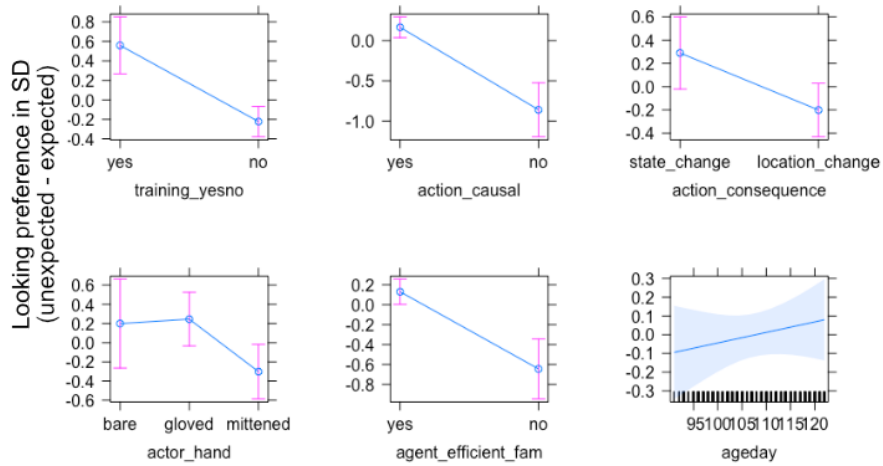 Looking preference in SD
(unexpected - expected)
0.8
0.6
0.4
0.2
0.0
-0.2
-0.4
yes no
training_yesno
0.0
-0.5
-1.0
yes no
action_causal
0.6
0.4
0.2
0.0
-0.2
-0.4
state_change location_change
action_consequence
0.6
0.4
0.2
0.0
-0.2
-0.4
-0.6
bare gloved mittened
actor_hand
0.2
0.0
-0.2
-0.4
-0.6
-0.8
yes no
agent_efficient_fam
0.3
0.2
0.1
0.0
-0.1
-0.2
-0.3
95 100 105 110 115 120
ageday